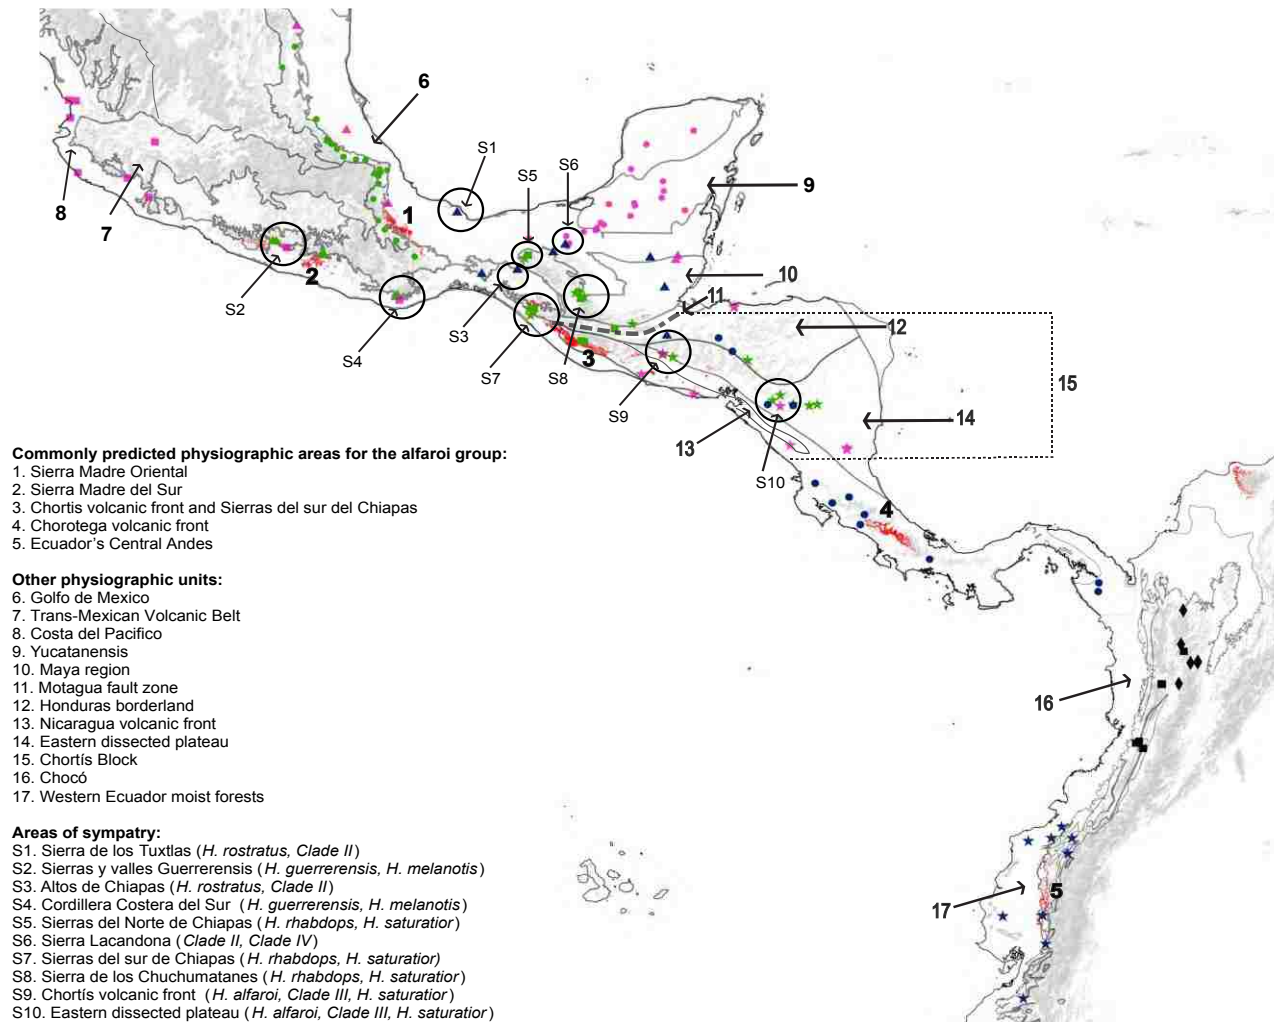 6
S1
S6
S5
9
8
7
1
10
2
S2
11
12
S3
S4
S7
S8
3
15
S9
13
14
S10
4
16
5
17
Commonly predicted physiographic areas for the alfaroi group:
1. Sierra Madre Oriental
2. Sierra Madre del Sur
3. Chortis volcanic front and Sierras del sur del Chiapas
4. Chorotega volcanic front
5. Ecuador's Central Andes
Other physiographic units:
6. Golfo de Mexico
7. Trans-Mexican Volcanic Belt
8. Costa del Pacifico
9. Yucatanensis
10. Maya region
11. Motagua fault zone
12. Honduras borderland
13. Nicaragua volcanic front
14. Eastern dissected plateau
15. Chortís Block
16. Chocó
17. Western Ecuador moist forests
Areas of sympatry:
S1. Sierra de los Tuxtlas (H. rostratus, Clade II)
S2. Sierras y valles Guerrerensis (H. guerrerensis, H. melanotis)
S3. Altos de Chiapas (H. rostratus, Clade II)
S4. Cordillera Costera del Sur (H. guerrerensis, H. melanotis)
S5. Sierras del Norte de Chiapas (H. rhabdops, H. saturatior)
S6. Sierra Lacandona (Clade II, Clade IV)
S7. Sierras del sur de Chiapas (H. rhabdops, H. saturatior)
S8. Sierra de los Chuchumatanes (H. rhabdops, H. saturatior)
S9. Chortís volcanic front (H. alfaroi, Clade III, H. saturatior)
S10. Eastern dissected plateau (H. alfaroi, Clade III, H. saturatior)